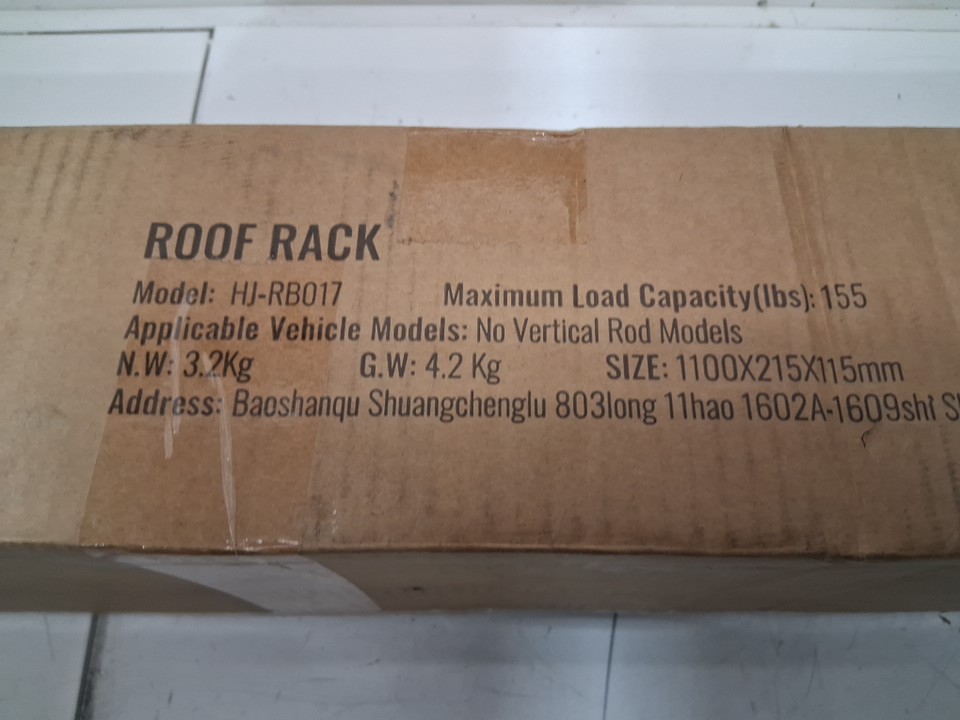 ROOF RACK
Model: HJ-RB017 Maximum Load Capacity(lbs): 155
Applicable Vehicle Models: No Vertical Rod Models
N.W: 3.2Kg G.W: 4.2 Kg SIZE: 1100X215X115mm
Address: Baoshanqu Shuangchenglu 803long 11hao 1602A-1609shi